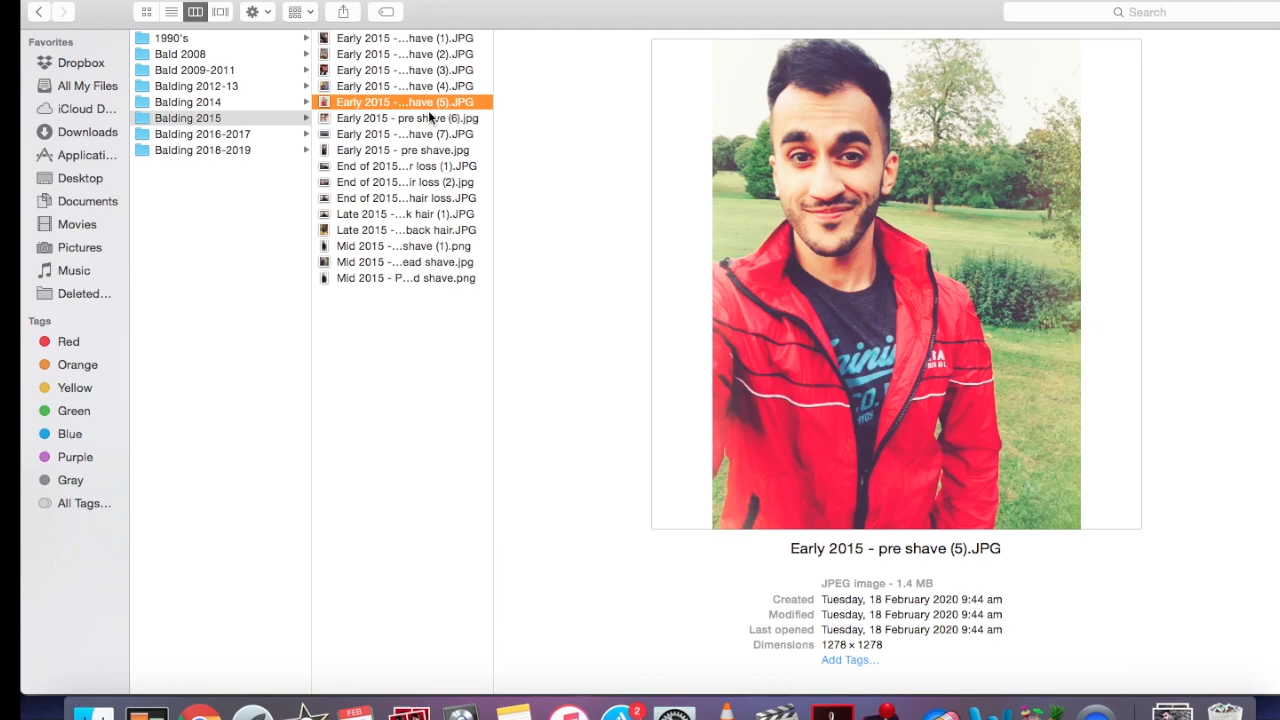 Search
Favorites
Dropbox
All My Files
iCloud D...
Downloads
Applicati...
Desktop
Documents
Movies
Pictures
Music
Deleted...
Tags
Red
Orange
Yellow
Green
Blue
Purple
Gray
All Tags...
1990's
Bald 2008
Bald 2009-2011
Balding 2012-13
Balding 2014
Balding 2015
Balding 2016-2017
Balding 2018-2019
Early 2015 -...have (1).JPG
Early 2015 -...have (2).JPG
Early 2015 -...have (3).JPG
Early 2015 -...have (4).JPG
Early 2015 -...have (5).JPG
Early 2015 - pre shave (6).jpg
Early 2015 -...have (7).JPG
Early 2015 - pre shave.jpg
End of 2015...r loss (1).JPG
End of 2015...ir loss (2).jpg
End of 2015...hair loss.JPG
Late 2015 -...k hair (1).JPG
Late 2015 -...back hair.JPG
Mid 2015 -...shave (1).png
Mid 2015 -...ead shave.jpg
Mid 2015 - P...d shave.png
Early 2015 - pre shave (5).JPG
JPEG image - 1.4 MB
Created Tuesday, 18 February 2020 9:44 am
Modified Tuesday, 18 February 2020 9:44 am
Last opened Tuesday, 18 February 2020 9:44 am
Dimensions 1278 × 1278
Add Tags...
FEB
2